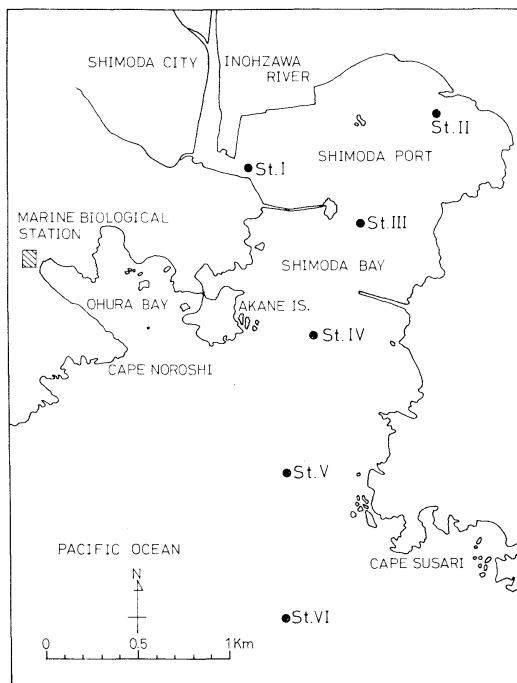 SHIMODA CITY
INOHZAWA
RIVER
St.II
St.I
SHIMODA PORT
MARINE BIOLOGICAL
STATION
St.III
SHIMODA BAY
OHURA BAY
AKANE IS.
St.IV
CAPE NOROSHI
St.V
PACIFIC OCEAN
CAPE SUSARI
N
St.VI
0 0.5 1Km